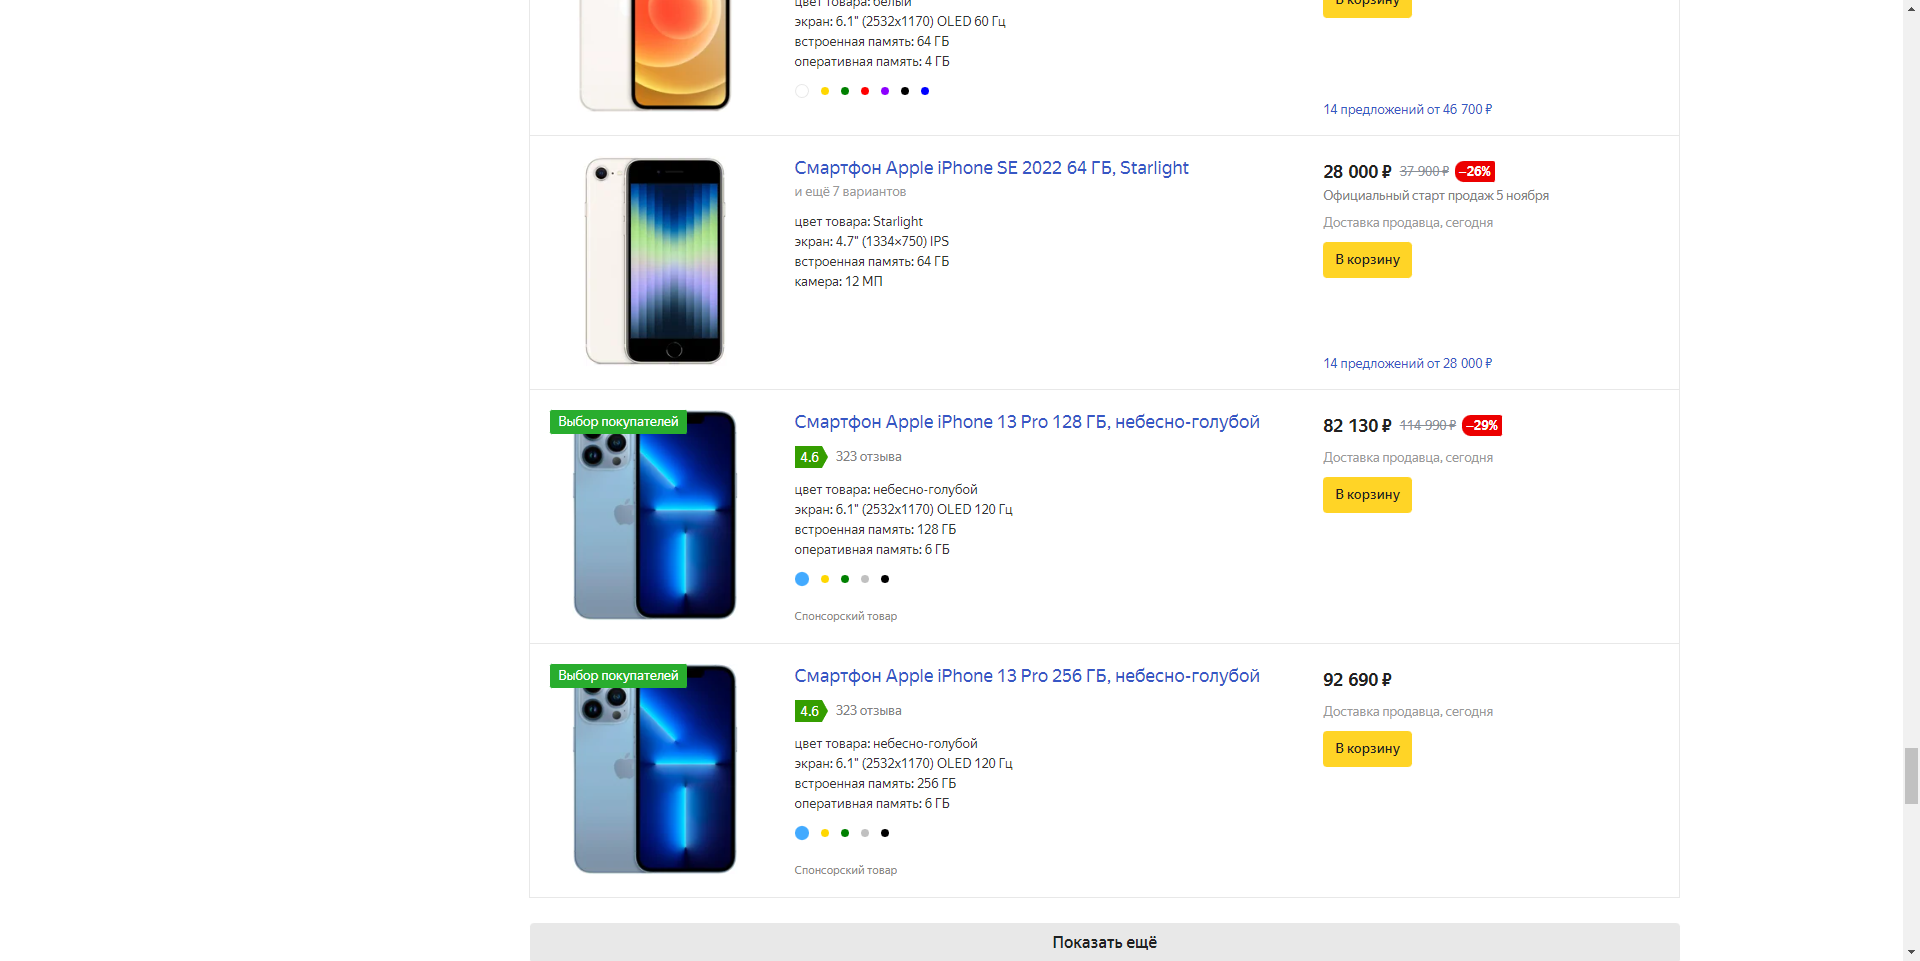 цвет товара: белый
В корзину
экран: 6.1" (2532x1170) OLED 60 Гц
встроенная память: 64 ГБ
оперативная память: 4 ГБ
14 предложений от 46 700 ₽
Смартфон Apple iPhone SE 2022 64 ГБ, Starlight
и ещё 7 вариантов
цвет товара: Starlight
экран: 4.7" (1334×750) IPS
встроенная память: 64 ГБ
камера: 12 МП
28 000 ₽ 37 900 ₽ –26%
Официальный старт продаж 5 ноября
Доставка продавца, сегодня
В корзину
14 предложений от 28 000 ₽
Выбор покупателей
Смартфон Apple iPhone 13 Pro 128 ГБ, небесно-голубой
4.6 323 отзыва
цвет товара: небесно-голубой
экран: 6.1" (2532x1170) OLED 120 Гц
встроенная память: 128 ГБ
оперативная память: 6 ГБ
Спонсорский товар
82 130 ₽ 114 990 ₽ –29%
Доставка продавца, сегодня
В корзину
Выбор покупателей
Смартфон Apple iPhone 13 Pro 256 ГБ, небесно-голубой
4.6 323 отзыва
цвет товара: небесно-голубой
экран: 6.1" (2532x1170) OLED 120 Гц
встроенная память: 256 ГБ
оперативная память: 6 ГБ
Спонсорский товар
92 690 ₽
Доставка продавца, сегодня
В корзину
Показать ещё